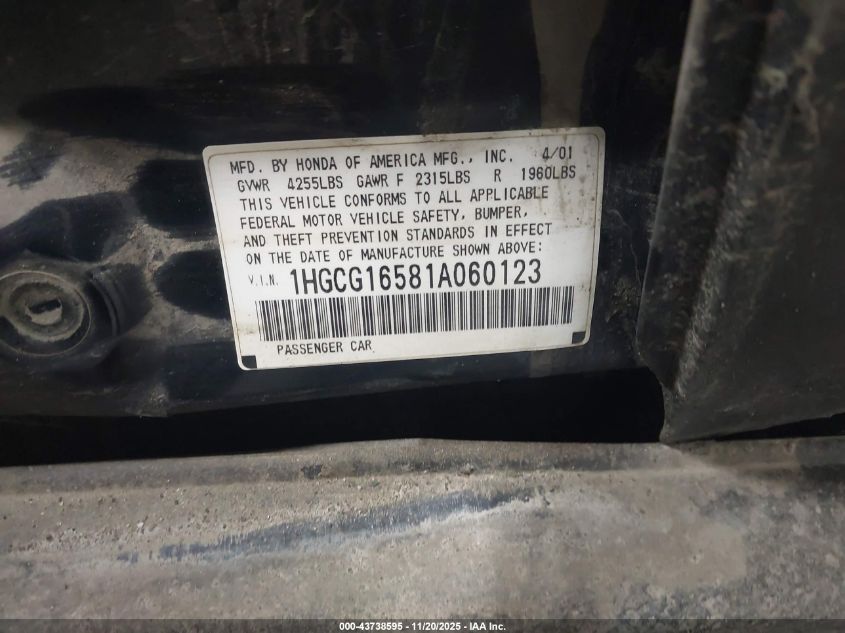 MFD. BY HONDA OF AMERICA MFG., INC. 4/01
GVWR 4255LBS GAWR F 2315LBS R 1960LBS
THIS VEHICLE CONFORMS TO ALL APPLICABLE
FEDERAL MOTOR VEHICLE SAFETY, BUMPER,
AND THEFT PREVENTION STANDARDS IN EFFECT
ON THE DATE OF MANUFACTURE SHOWN ABOVE:
V.I.N. 1HGCG16581A060123
PASSENGER CAR
000-43738595 - 11/20/2025 - IAA Inc.